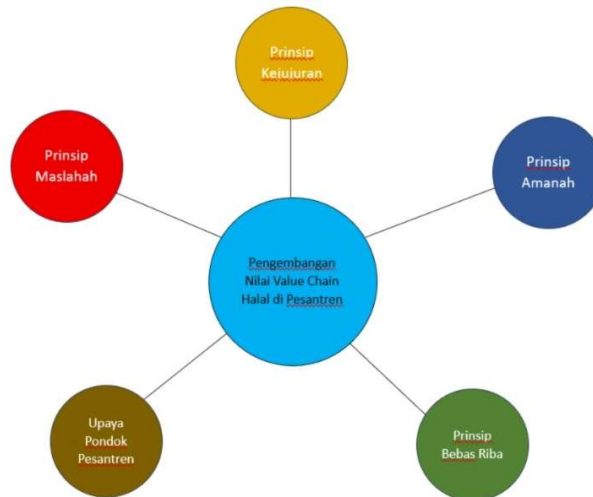 Prinsip
Kejujuran
Prinsip
Maslahah
Prinsip
Amanah
Pengembangan
Nilai Value Chain
Halal di Pesantren
Upaya
Pondok
Pesantren
Prinsip
Bebas Riba